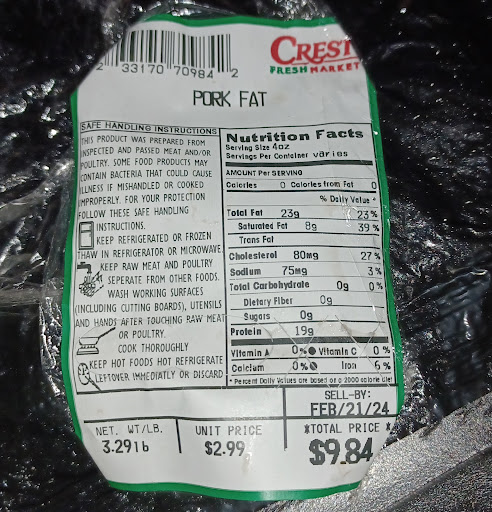 CREST
FRESH MARKET
2 33170 70984 2
PORK FAT
SAFE HANDLING INSTRUCTIONS
THIS PRODUCT WAS PREPARED FROM
INSPECTED AND PASSED MEAT AND/OR
POULTRY. SOME FOOD PRODUCTS MAY
CONTAIN BACTERIA THAT COULD CAUSE
ILLNESS IF MISHANDLED OR COOKED
IMPROPERLY. FOR YOUR PROTECTION
FOLLOW THESE SAFE HANDLING
INSTRUCTIONS.
KEEP REFRIGERATED OR FROZEN
THAW IN REFRIGERATOR OR MICROWAVE
KEEP RAW MEAT AND POULTRY
SEPERATE FROM OTHER FOODS.
WASH WORKING SURFACES
(INCLUDING CUTTING BOARDS), UTENSILS
AND HANDS AFTER TOUCHING RAW MEAT
OR POULTRY.
COOK THOROUGHLY
KEEP HOT FOODS HOT REFRIGERATE
LEFTOVER IMMEDIATLY OR DISCARD
Nutrition Facts
Serving Size 4oz
Servings Per Container varies
AMOUNT Per SERVING
Calories 0 Calories from Fat 0
% Daily Value *
Total Fat 23g 23%
Saturated Fat 8g 39%
Trans Fat
Cholesterol 80mg 27%
Sodium 75mg 3%
Total Carbohydrate 0g 0%
Dietary Fiber 0g
Sugars 0g
Protein 19g
Vitamin A 0% Vitamin C 0%
Calcium 0% Iron 6%
* Percent Daily Values are based on a 2000 calorie diet
SELL-BY:
FEB/21/24
NET. WT/LB. UNIT PRICE *TOTAL PRICE *
3.29lb $2.99 $9.84